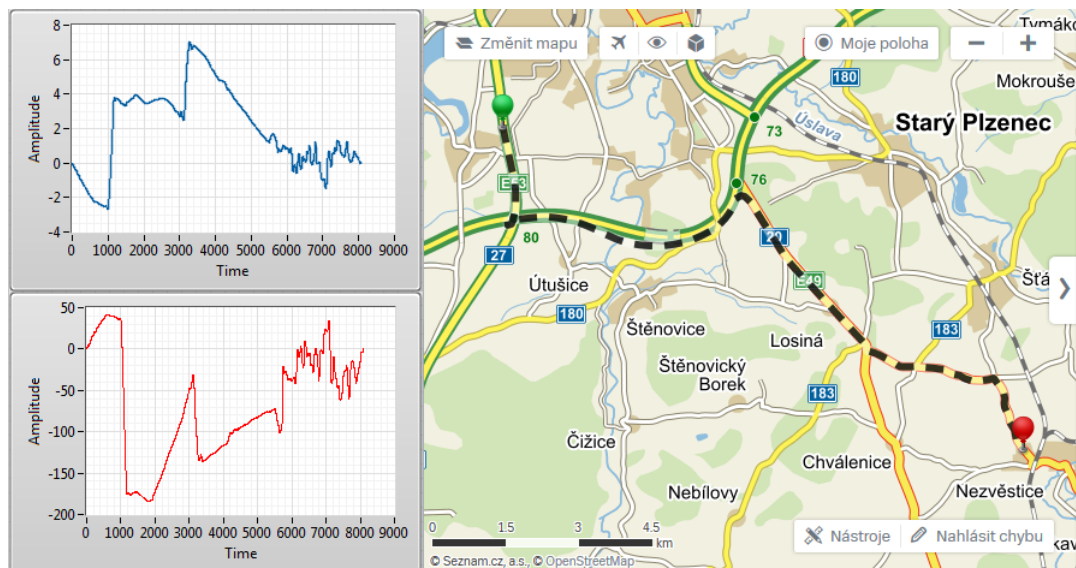 8
6
4
2
0
-2
-4
Amplitude
0 1000 2000 3000 4000 5000 6000 7000 8000 9000
Time
50
0
-50
-100
-150
-200
Amplitude
0 1000 2000 3000 4000 5000 6000 7000 8000 9000
Time
Změnit mapu
Moje poloha
Tymák
180
Mokrouše
Úslava
Starý Plzenec
73
76
E53
80
27
20
Útušice
E49
Šťá
180
Štěnovice
183
Losiná
Štěnovický
Borek
183
Čižice
Chválenice
Nebílovy
Nezvěstice
0 1.5 3 4.5
km
Nástroje
Nahlásit chybu
kav
© Seznam.cz, a.s., © OpenStreetMap